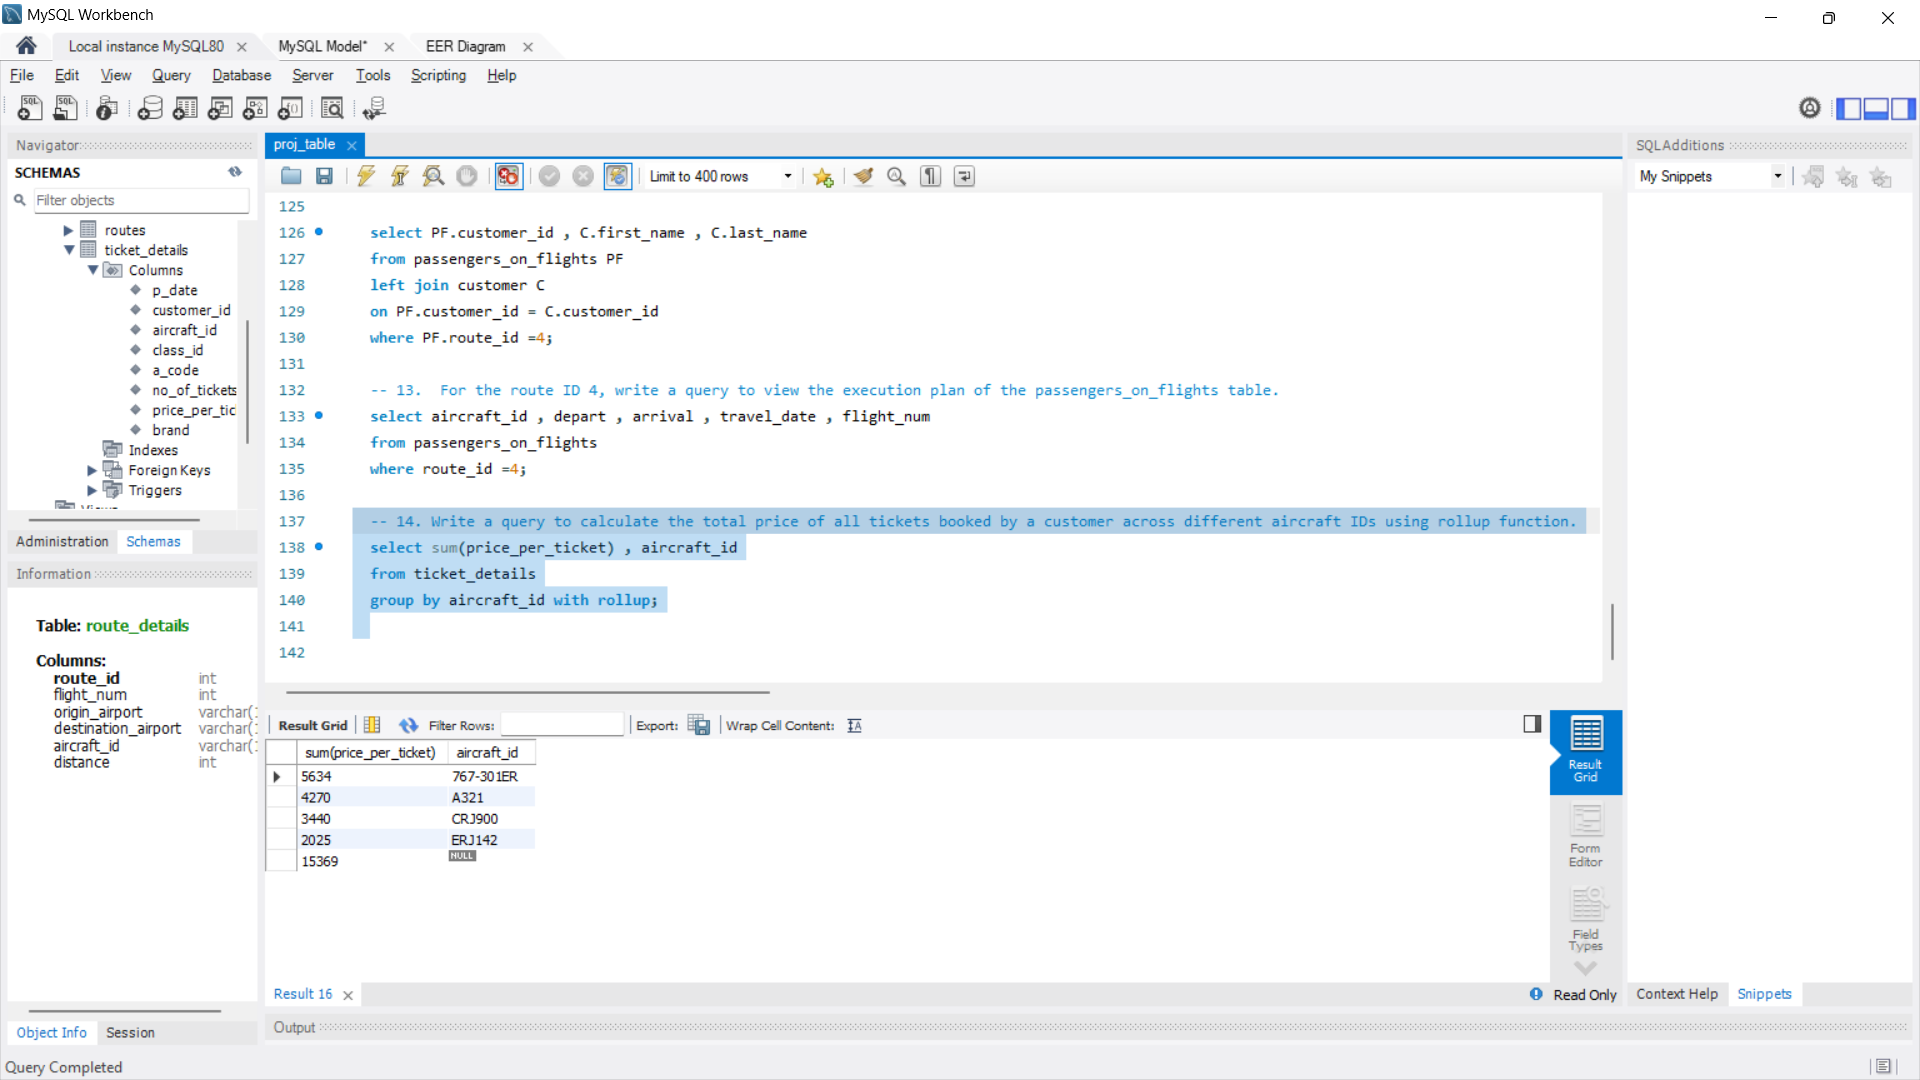 MySQL Workbench
Local instance MySQL80
MySQL Model*
EER Diagram
File Edit View Query Database Server Tools Scripting Help
Navigator
SCHEMAS
Filter objects
routes
ticket_details
Columns
p_date
customer_id
aircraft_id
class_id
a_code
no_of_tickets
price_per_tic
brand
Indexes
Foreign Keys
Triggers
Administration Schemas
Information
Table: route_details
Columns:
route_id int
flight_num int
origin_airport varchar(
destination_airport varchar(
aircraft_id varchar(
distance int
Object Info Session
Query Completed
proj_table
Limit to 400 rows
125
126 select PF.customer_id , C.first_name , C.last_name
127 from passengers_on_flights PF
128 left join customer C
129 on PF.customer_id = C.customer_id
130 where PF.route_id =4;
131
132 -- 13. For the route ID 4, write a query to view the execution plan of the passengers_on_flights table.
133 select aircraft_id , depart , arrival , travel_date , flight_num
134 from passengers_on_flights
135 where route_id =4;
136
137 -- 14. Write a query to calculate the total price of all tickets booked by a customer across different aircraft IDs using rollup function.
138 select sum(price_per_ticket) , aircraft_id
139 from ticket_details
140 group by aircraft_id with rollup;
141
142
Result Grid Filter Rows: Export: Wrap Cell Content:
sum(price_per_ticket) aircraft_id
5634 767-301ER
4270 A321
3440 CRJ900
2025 ERJ142
15369 NULL
Result Grid
Form Editor
Field Types
Result 16
Read Only
Output
SQLAdditions
My Snippets
Context Help Snippets